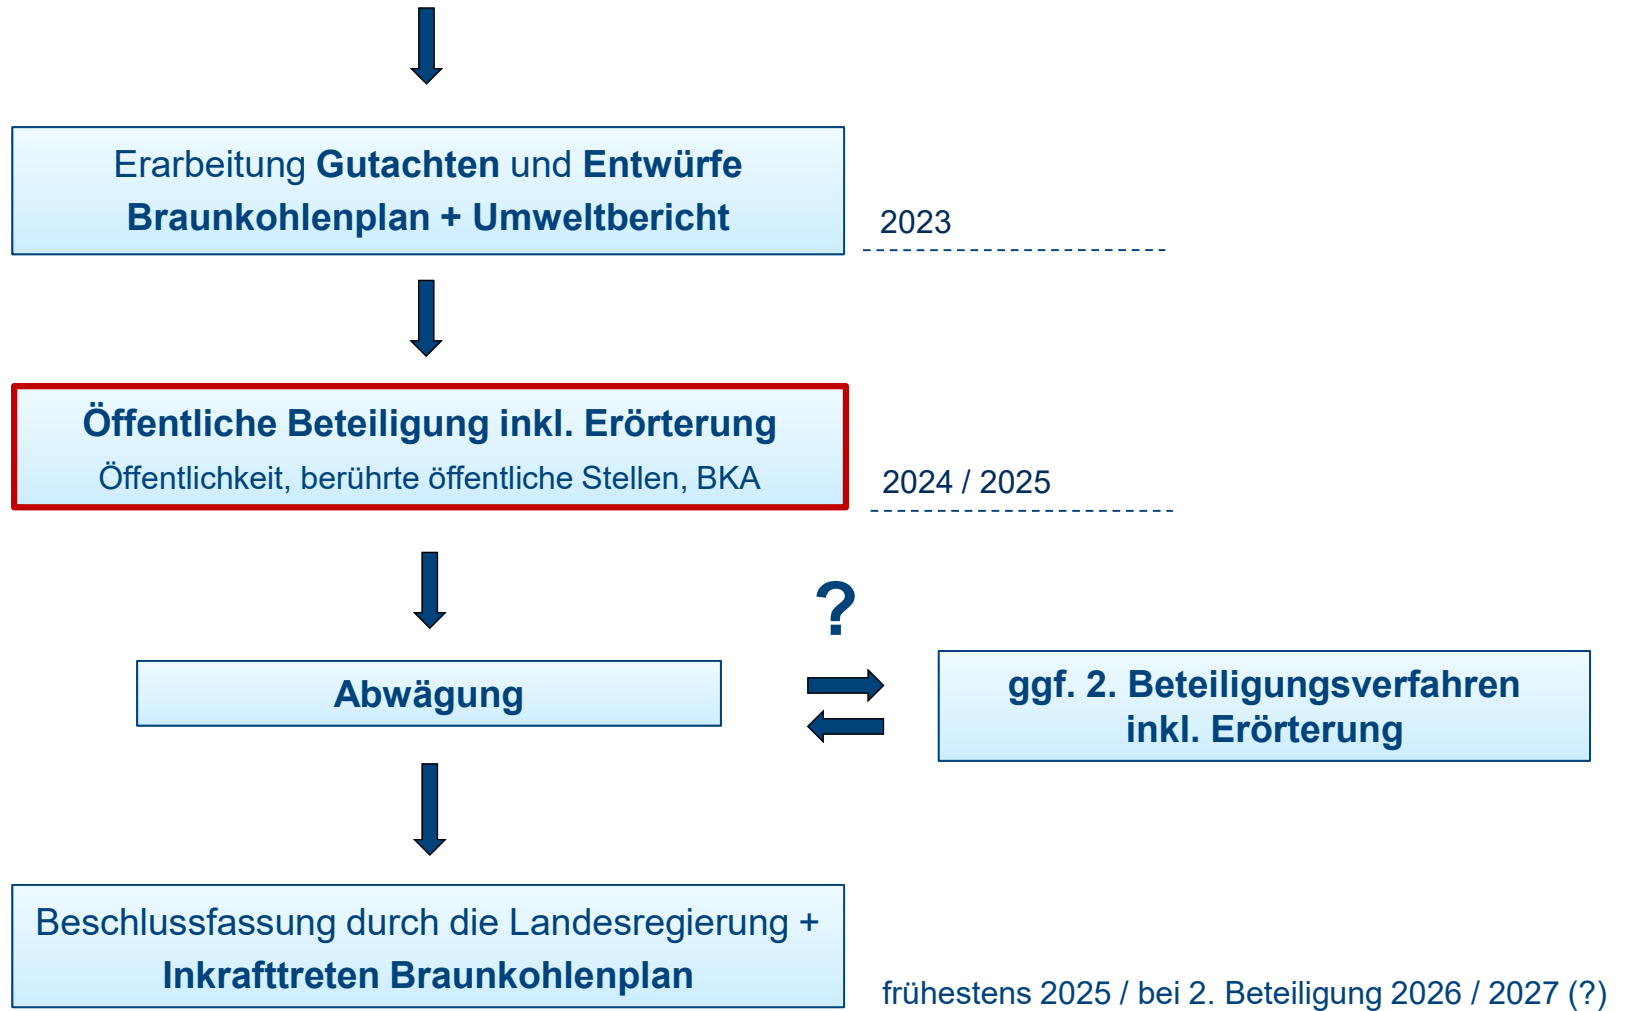 Erarbeitung Gutachten und Entwürfe
Braunkohlenplan + Umweltbericht
2023
Öffentliche Beteiligung inkl. Erörterung
Öffentlichkeit, berührte öffentliche Stellen, BKA
2024 / 2025
?
Abwägung
ggf. 2. Beteiligungsverfahren
inkl. Erörterung
Beschlussfassung durch die Landesregierung +
Inkrafttreten Braunkohlenplan
frühestens 2025 / bei 2. Beteiligung 2026 / 2027 (?)